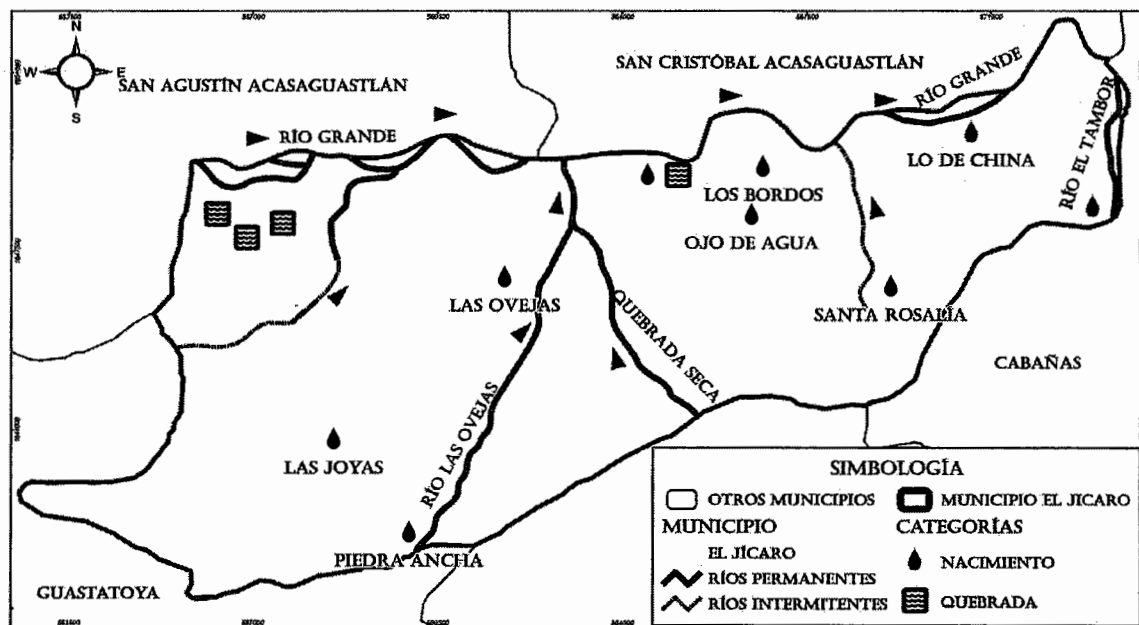 N
W E
S
SAN AGUSTÍN ACASAGUASTLÁN
SAN CRISTÓBAL ACASAGUASTLÁN
RÍO GRANDE
RÍO GRANDE
RÍO EL TAMBOR
LO DE CHINA
LOS BORDOS
OJO DE AGUA
LAS OVEJAS
QUEBRADA SECA
SANTA ROSALÍA
CABAÑAS
RÍO LAS OVEJAS
LAS JOYAS
PIEDRA ANCHA
GUASTATOYA
SIMBOLOGÍA
OTROS MUNICIPIOS
MUNICIPIO EL JICARO
MUNICIPIO
CATEGORÍAS
EL JÍCARO
NACIMIENTO
RÍOS PERMANENTES
RÍOS INTERMITENTES
QUEBRADA